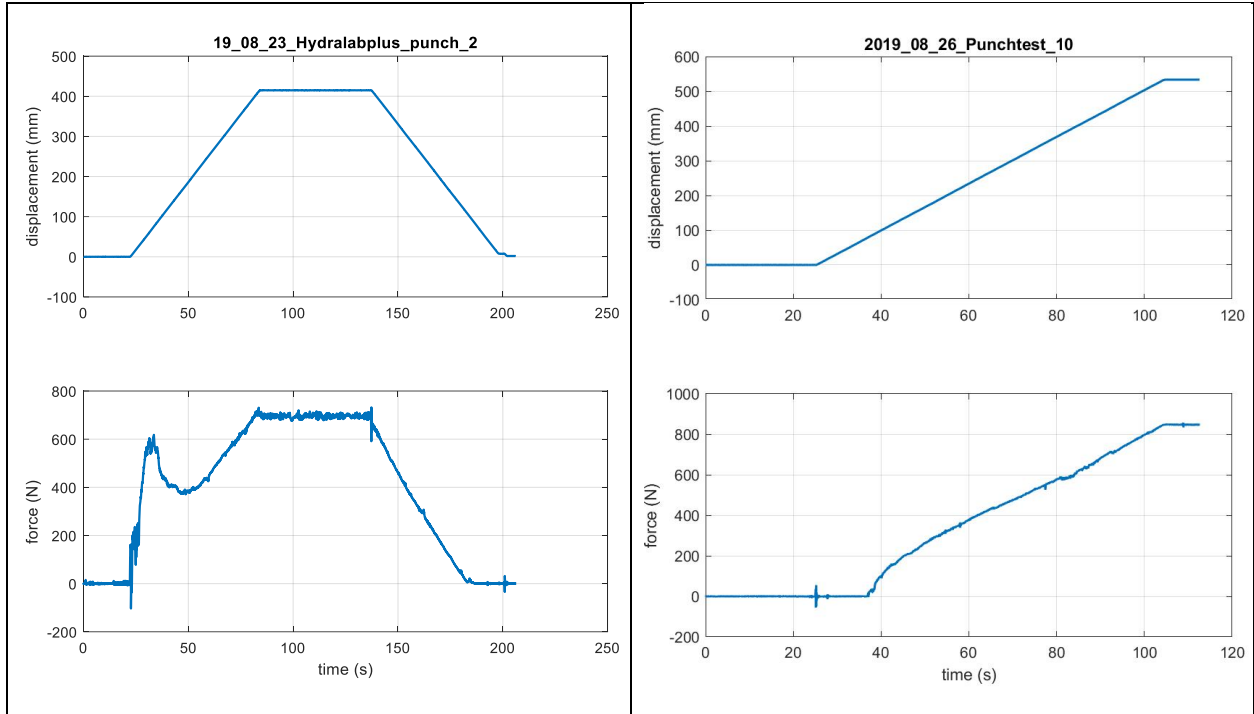 19_08_23_Hydralabplus_punch_2
500
400
300
200
100
0
-100
displacement (mm)
0 50 100 150 200 250
800
600
400
200
0
-200
force (N)
0 50 100 150 200 250
time (s)
2019_08_26_Punchtest_10
600
500
400
300
200
100
0
-100
displacement (mm)
0 20 40 60 80 100 120
1000
800
600
400
200
0
-200
force (N)
0 20 40 60 80 100 120
time (s)